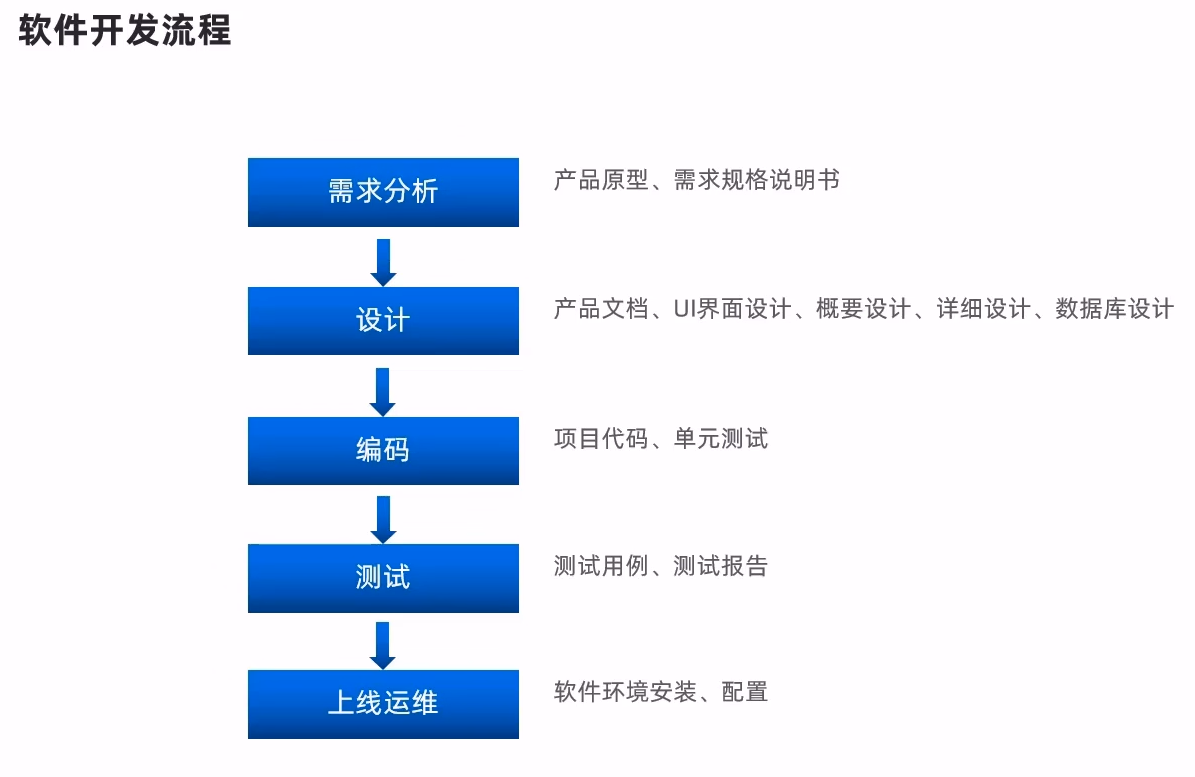 软件开发流程
需求分析
产品原型、需求规格说明书
设计
产品文档、UI界面设计、概要设计、详细设计、数据库设计
编码
项目代码、单元测试
测试
测试用例、测试报告
上线运维
软件环境安装、配置